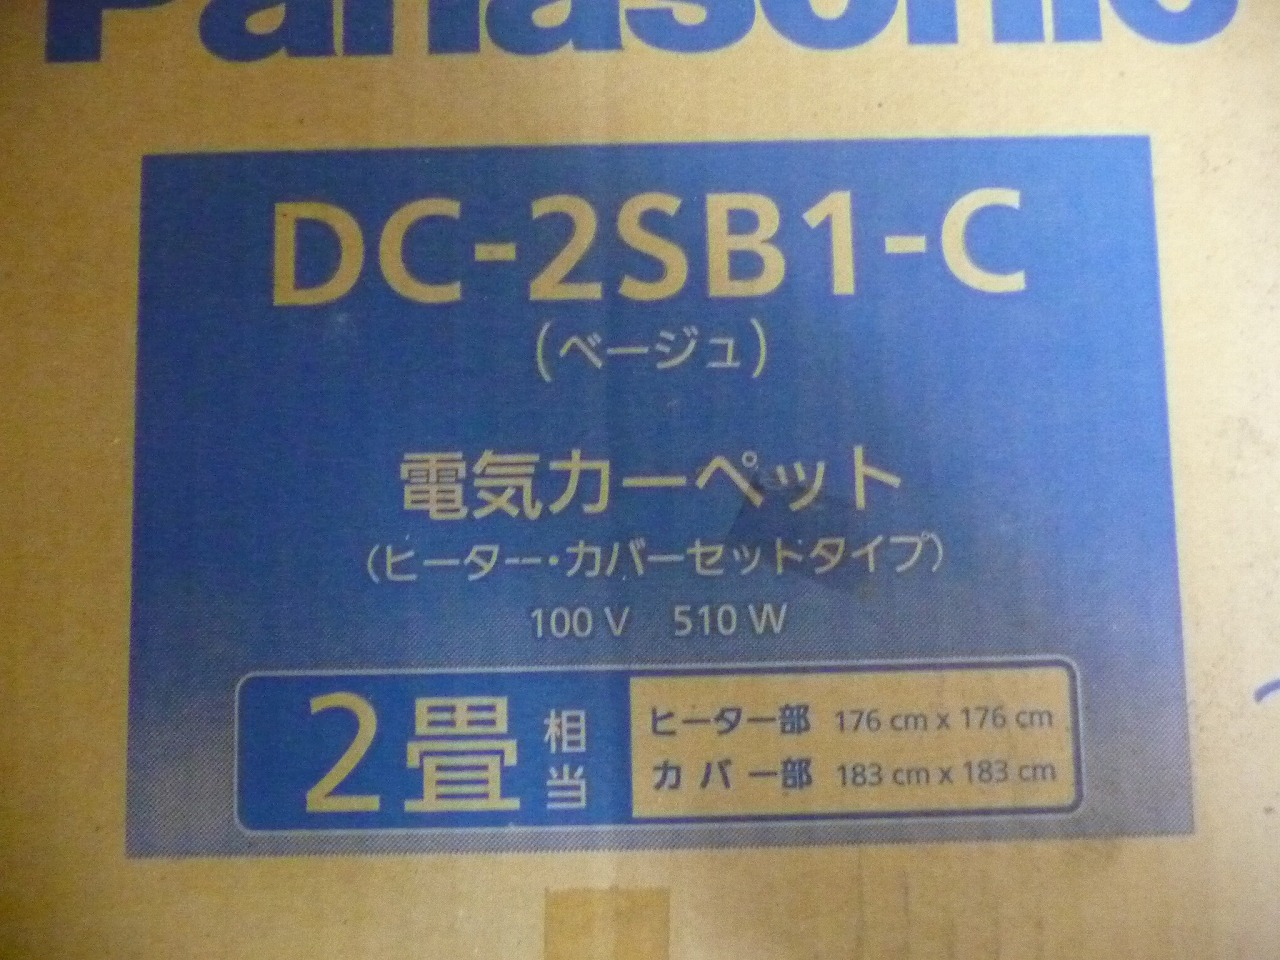 Panasonic
DC-2SB1-C
(ベージュ)
電気カーペット
(ヒーター・カバーセットタイプ)
100 V 510 W
2畳相当
ヒーター部 176 cm x 176 cm
カバー部 183 cm x 183 cm